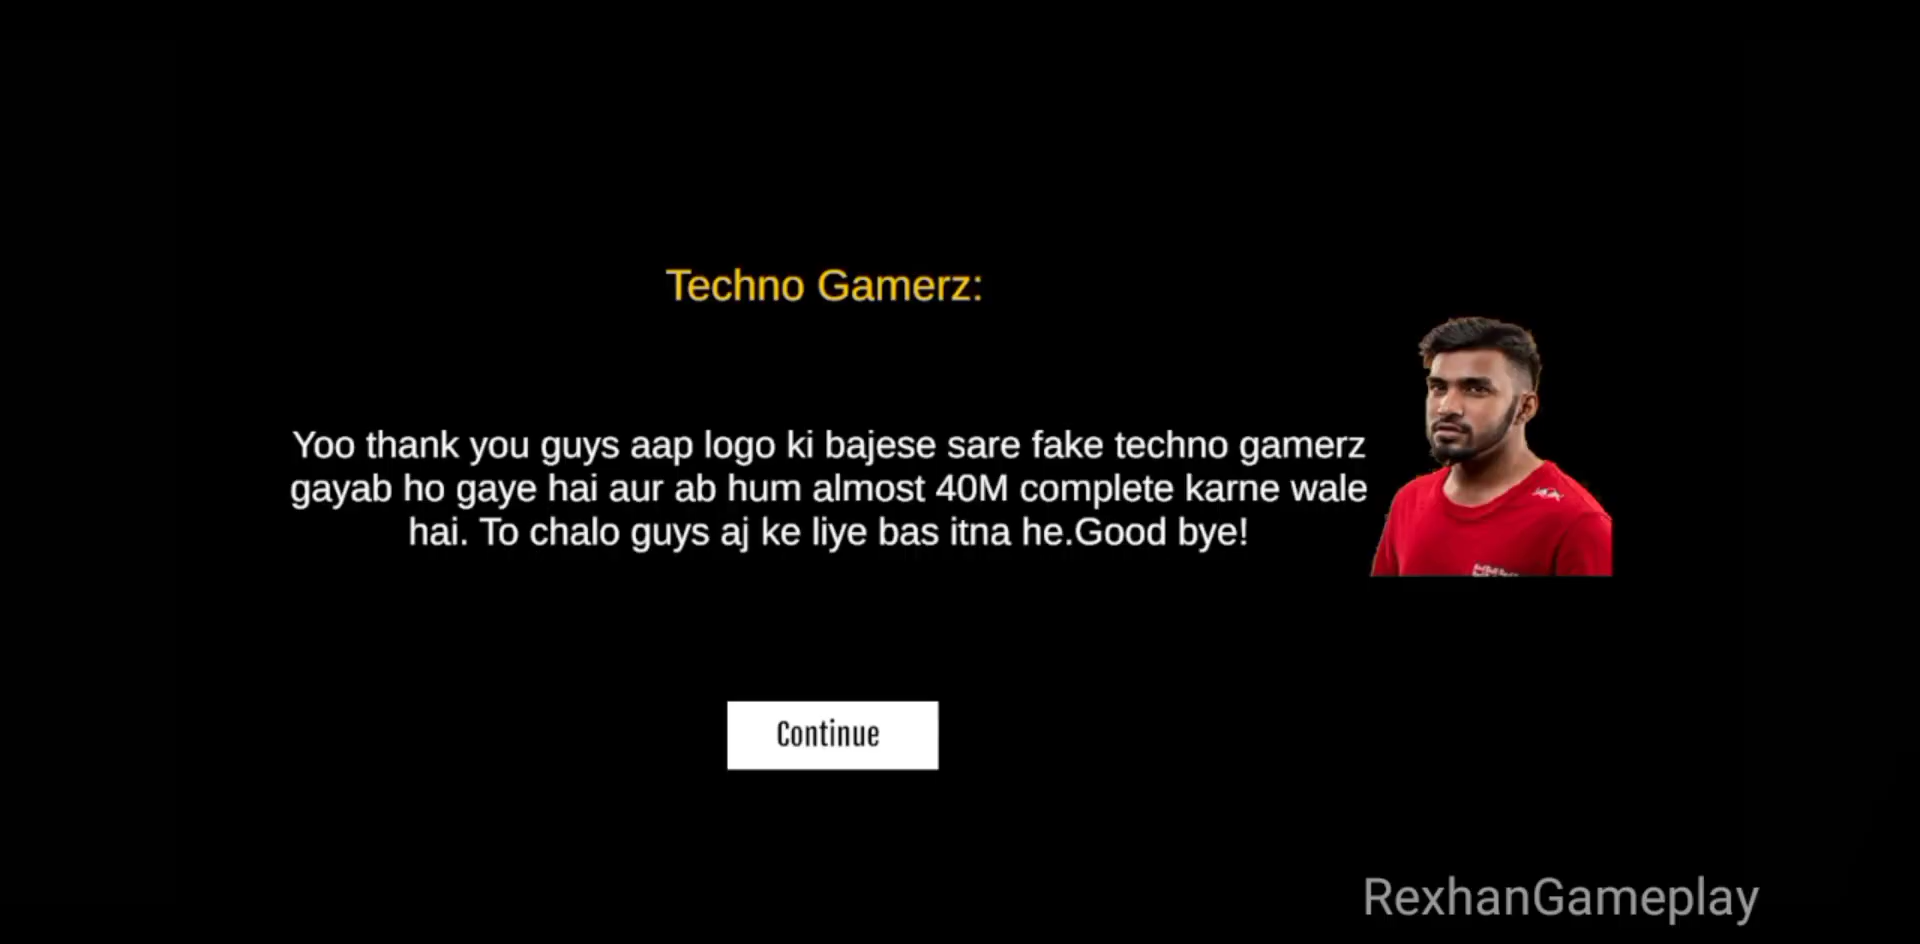 Techno Gamerz:
Yoo thank you guys aap logo ki bajese sare fake techno gamerz
gayab ho gaye hai aur ab hum almost 40M complete karne wale
hai. To chalo guys aj ke liye bas itna he.Good bye!
Continue
RexhanGameplay